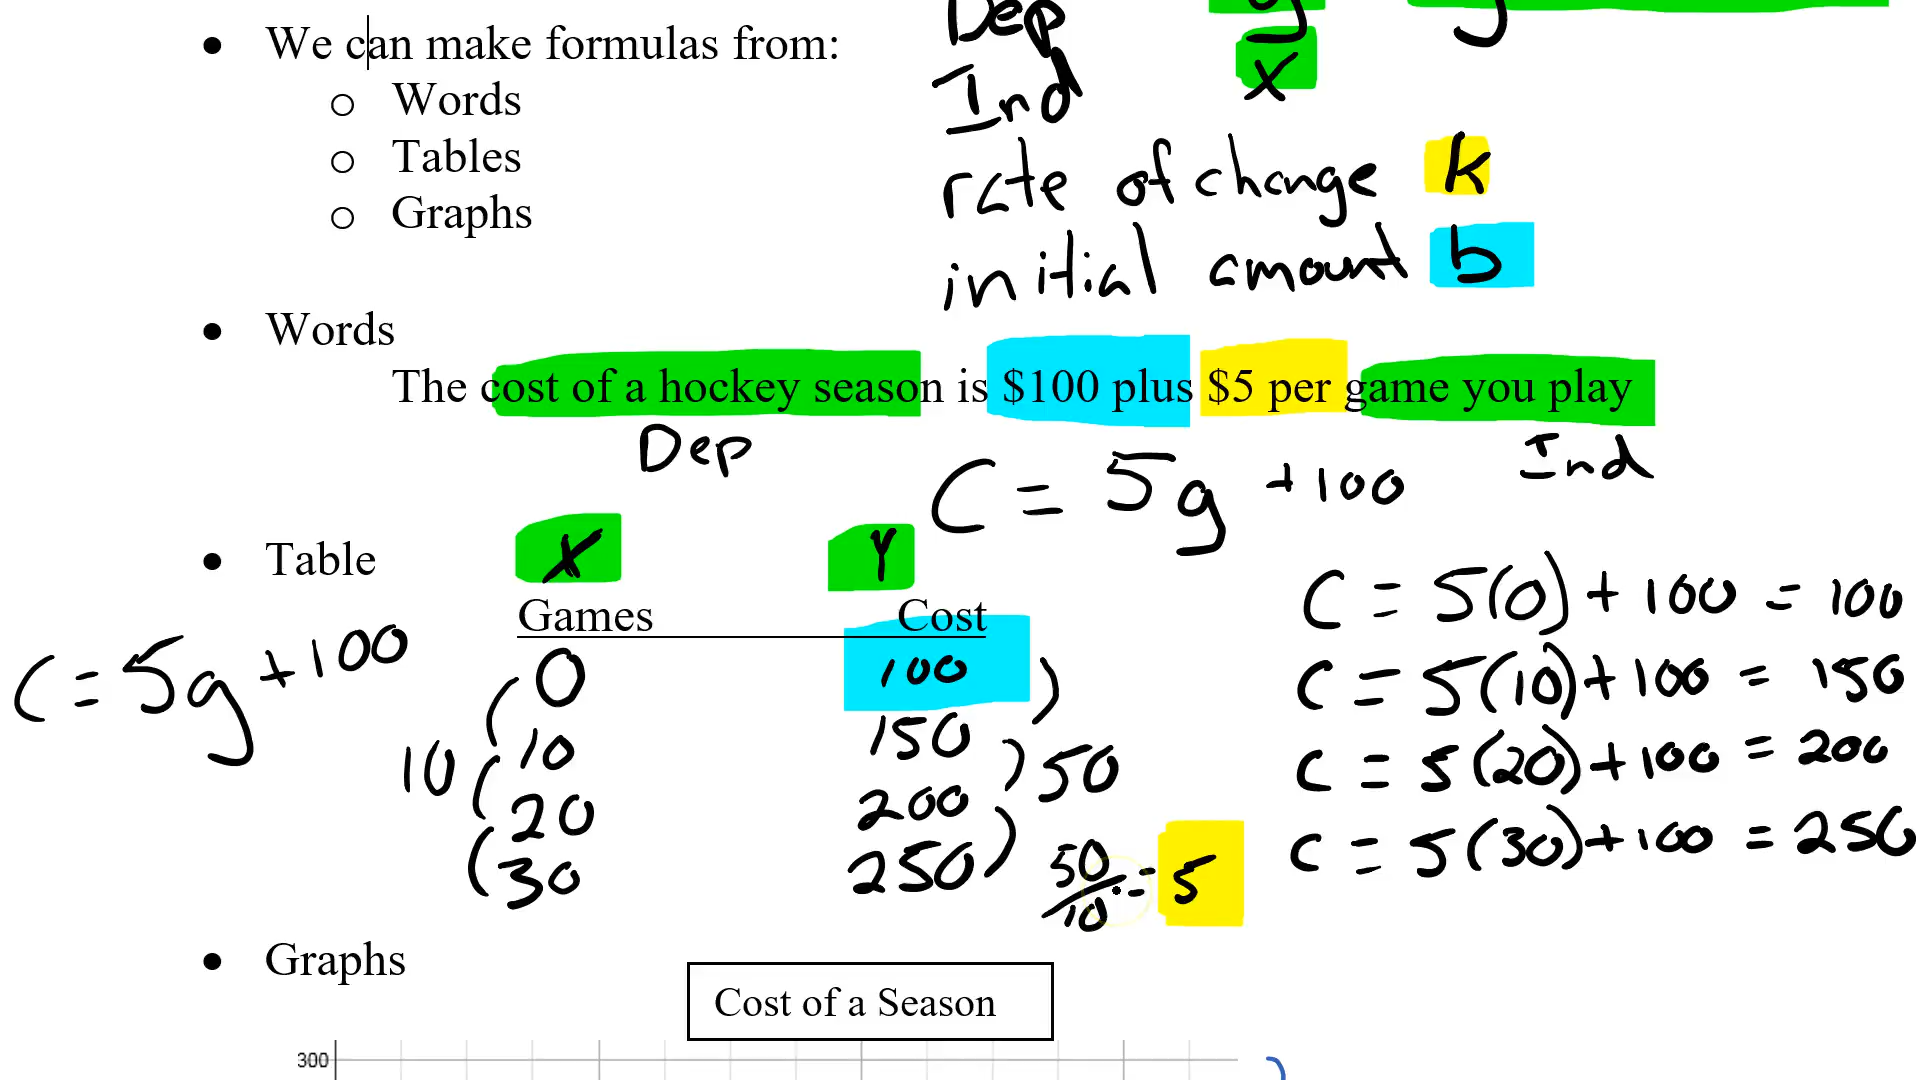 Dep y
• We can make formulas from:
Ind x
o Words
o Tables
rate of change k
o Graphs
initial amount b
• Words
The cost of a hockey season is $100 plus $5 per game you play
Dep Ind
C = 5g + 100
• Table X Y
Games Cost
C = 5g + 100
0 100
10 150
20 200
30 250
10 50
50/10 = 5
C = 5(0) + 100 = 100
C = 5(10) + 100 = 150
C = 5(20) + 100 = 200
C = 5(30) + 100 = 250
• Graphs
Cost of a Season
300